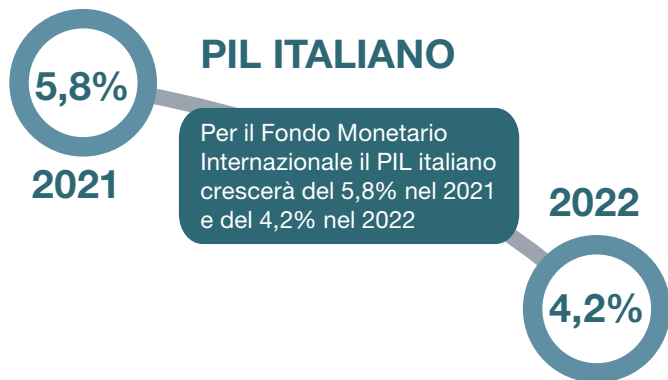 PIL ITALIANO
5,8%
2021
Per il Fondo Monetario
Internazionale il PIL italiano
crescerà del 5,8% nel 2021
e del 4,2% nel 2022
2022
4,2%